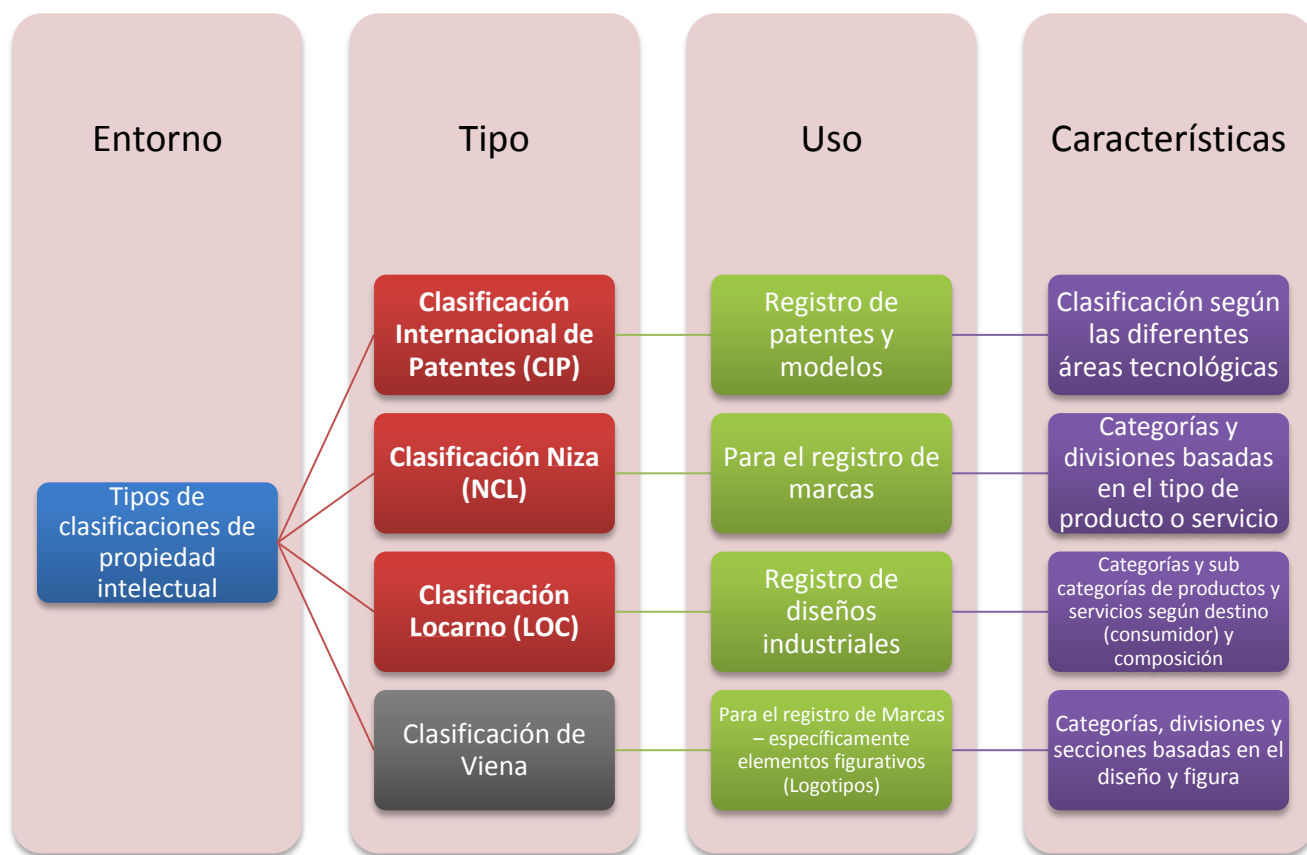 Entorno
Tipo
Uso
Características
Tipos de
clasificaciones de
propiedad
intelectual
Clasificación
Internacional de
Patentes (CIP)
Registro de
patentes y
modelos
Clasificación según
las diferentes
áreas tecnológicas
Clasificación Niza
(NCL)
Para el registro de
marcas
Categorías y
divisiones basadas
en el tipo de
producto o servicio
Clasificación
Locarno (LOC)
Registro de
diseños
industriales
Categorías y sub
categorías de productos y
servicios según destino
(consumidor) y
composición
Clasificación de
Viena
Para el registro de Marcas
– específicamente
elementos figurativos
(Logotipos)
Categorías, divisiones y
secciones basadas en el
diseño y figura